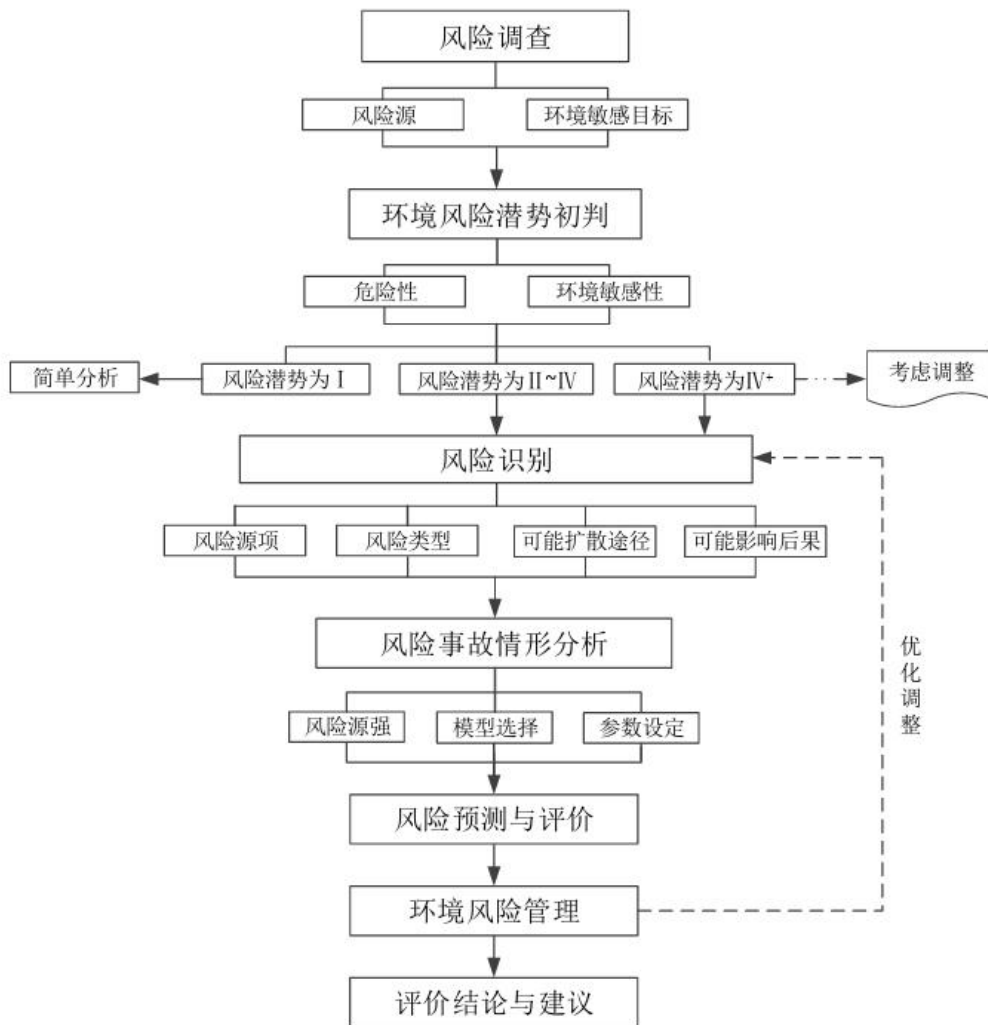 风险调查
风险源
环境敏感目标
环境风险潜势初判
危险性
环境敏感性
简单分析
风险潜势为Ⅰ
风险潜势为Ⅱ~Ⅳ
风险潜势为Ⅳ+
考虑调整
风险识别
风险源项
风险类型
可能扩散途径
可能影响后果
风险事故情形分析
优化调整
风险源强
模型选择
参数设定
风险预测与评价
环境风险管理
评价结论与建议